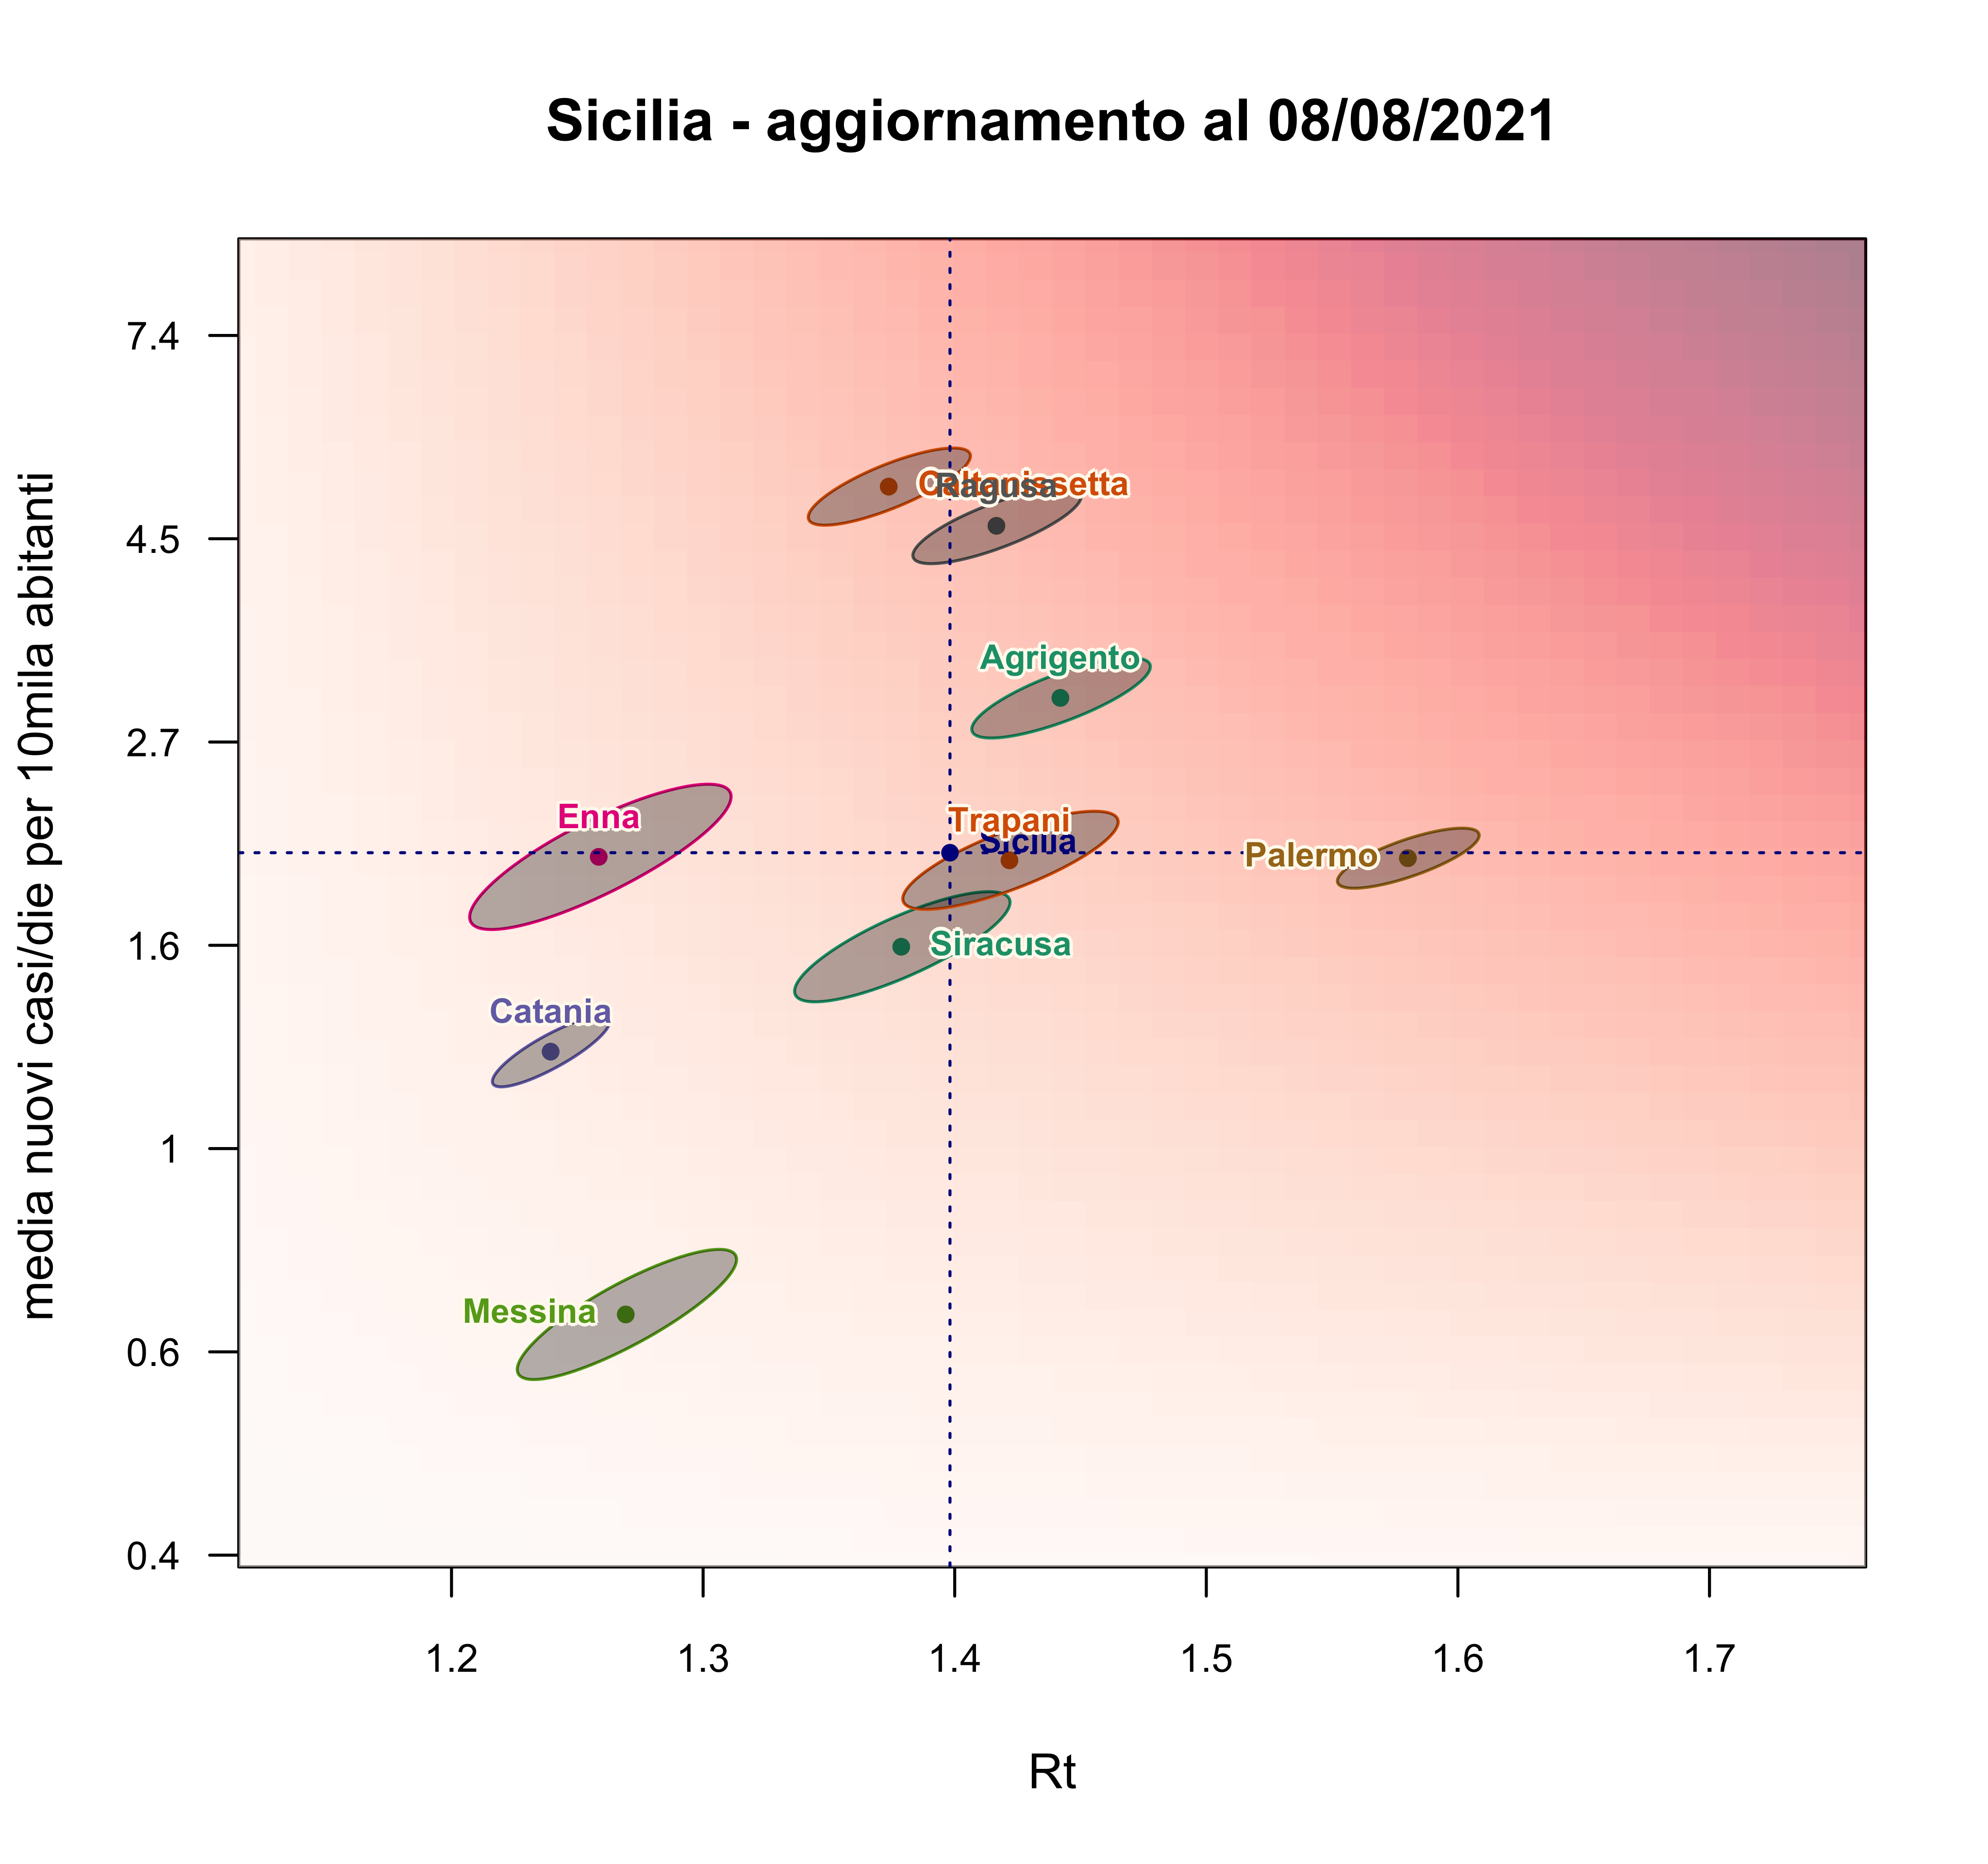 Sicilia - aggiornamento al 08/08/2021
media nuovi casi/die per 10mila abitanti
7.4
4.5
2.7
1.6
1
0.6
0.4
Caltanissetta
Ragusa
Agrigento
Enna
Trapani
Sicilia
Palermo
Siracusa
Catania
Messina
1.2 1.3 1.4 1.5 1.6 1.7
Rt